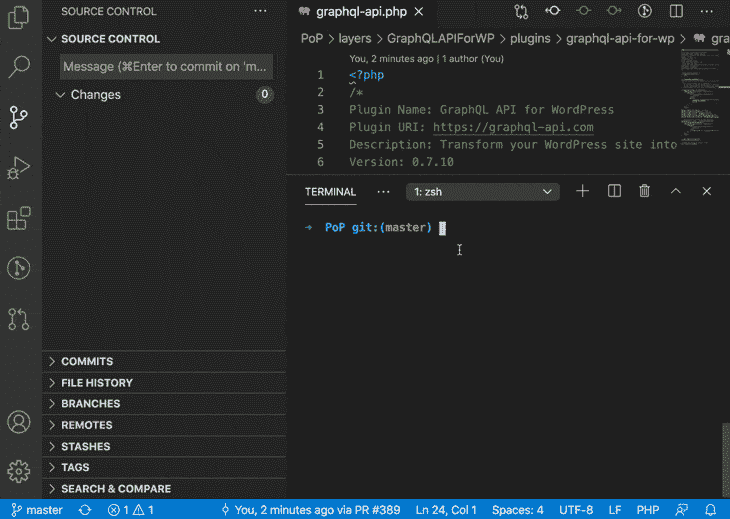 SOURCE CONTROL
SOURCE CONTROL
Message (⌘Enter to commit on 'm...
Changes 0
COMMITS
FILE HISTORY
BRANCHES
REMOTES
STASHES
TAGS
SEARCH & COMPARE
graphql-api.php
PoP > layers > GraphQLAPIForWP > plugins > graphql-api-for-wp > gra
You, 2 minutes ago | 1 author (You)
1 <?php
2 /*
3 Plugin Name: GraphQL API for WordPress
4 Plugin URI: https://graphql-api.com
5 Description: Transform your WordPress site into
6 Version: 0.7.10
TERMINAL ... 1: zsh
→ PoP git:(master)
master 1 1 You, 2 minutes ago via PR #389 Ln 24, Col 1 Spaces: 4 UTF-8 LF PHP